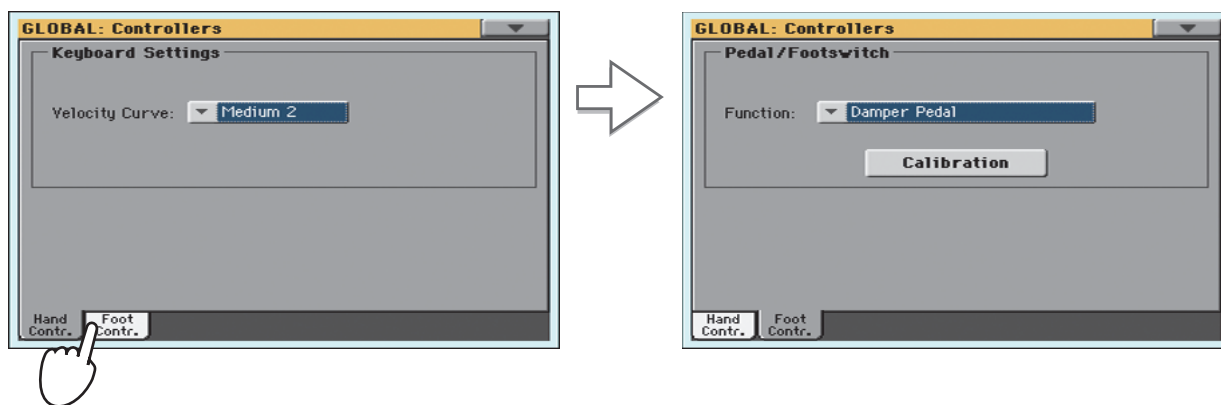 GLOBAL: Controllers
Keyboard Settings
Velocity Curve: Medium 2
Hand Contr.
Foot Contr.
GLOBAL: Controllers
Pedal/Footswitch
Function: Damper Pedal
Calibration
Hand Contr.
Foot Contr.